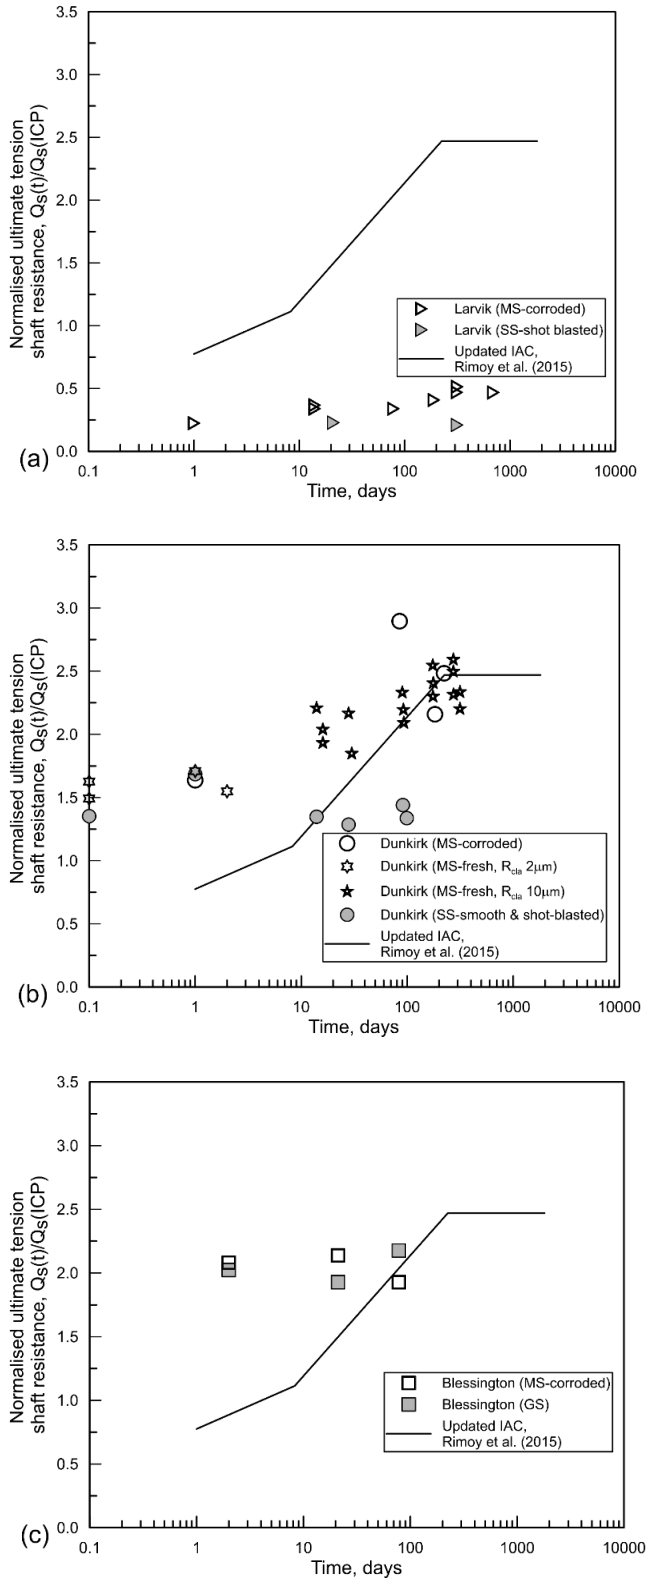 Normalised ultimate tension
shaft resistance, Qs(t)/Qs(ICP)
3.5
3.0
2.5
2.0
1.5
1.0
0.5
0.0
Larvik (MS-corroded)
Larvik (SS-shot blasted)
Updated IAC,
Rimoy et al. (2015)
(a)
0.1 1 10 100 1000 10000
Time, days
Normalised ultimate tension
shaft resistance, Qs(t)/Qs(ICP)
3.5
3.0
2.5
2.0
1.5
1.0
0.5
0.0
Dunkirk (MS-corroded)
Dunkirk (MS-fresh, Rcla 2μm)
Dunkirk (MS-fresh, Rcla 10μm)
Dunkirk (SS-smooth & shot-blasted)
Updated IAC,
Rimoy et al. (2015)
(b)
0.1 1 10 100 1000 10000
Time, days
Normalised ultimate tension
shaft resistance, Qs(t)/Qs(ICP)
3.5
3.0
2.5
2.0
1.5
1.0
0.5
0.0
Blessington (MS-corroded)
Blessington (GS)
Updated IAC,
Rimoy et al. (2015)
(c)
0.1 1 10 100 1000 10000
Time, days